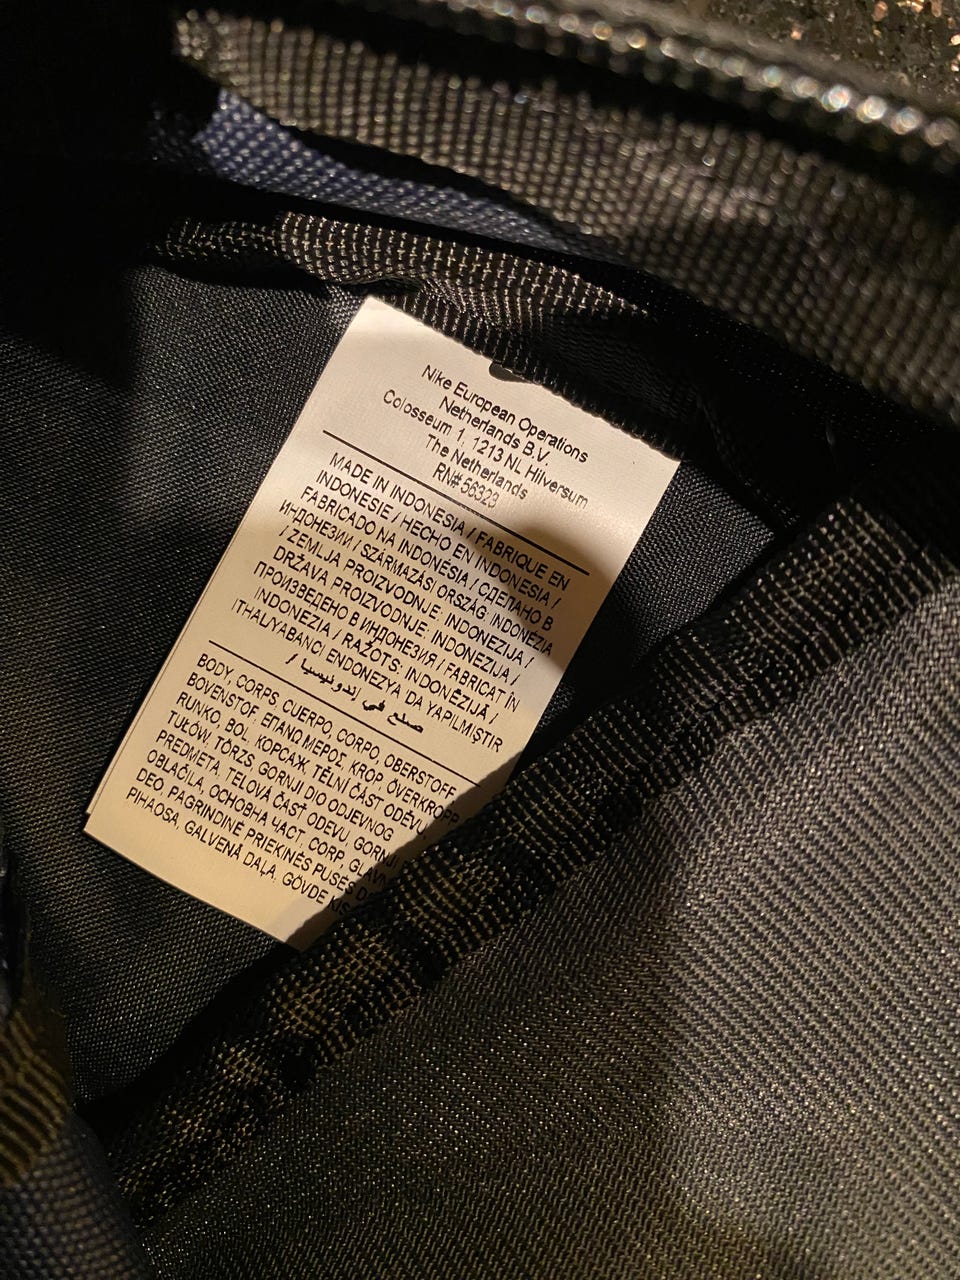 Nike European Operations
Netherlands B.V.
Colosseum 1, 1213 NL Hilversum
The Netherlands
RN# 56323
MADE IN INDONESIA / FABRIQUE EN
INDONESIE / HECHO EN INDONESIA /
FABRICADO NA INDONÉSIA / СДЕЛАНО В
ИНДОНЕЗИИ / SZÁRMAZÁSI ORSZÁG: INDONÉZIA
/ ZEMLJA PROIZVODNJE: INDONEZIJA /
DRŽAVA PROIZVODNJE: INDONEZIJA /
ПРОИЗВЕДЕНО В ИНДОНЕЗИЯ / FABRICAT ÎN
INDONEZIA / RAŽOTS: INDONĒZIJĀ /
ITHAL/YABANCI ENDONEZYA`DA YAPILMIŞTIR
/ صنع في إندونيسيا
BODY, CORPS, CUERPO, CORPO, OBERSTOFF,
BOVENSTOF, ΕΠΑΝΩ ΜΕΡΟΣ, KROP, ÖVERKROPP,
RUNKO, BOL, КОРСАЖ, TĚLNÍ ČÁST ODĚVU,
TUŁÓW, TÖRZS, GORNJI DIO ODJEVNOG
PREDMETA, TELOVÁ ČASŤ ODEVU, GORNJI
OBLAČILA, ОСНОВНА ЧАСТ, CORP, GLAVNI
DEO, PAGRINDINĖ PRIEKINĖS PUSĖS
PIHAOSA, GALVENĀ DAĻA, GÖVDE